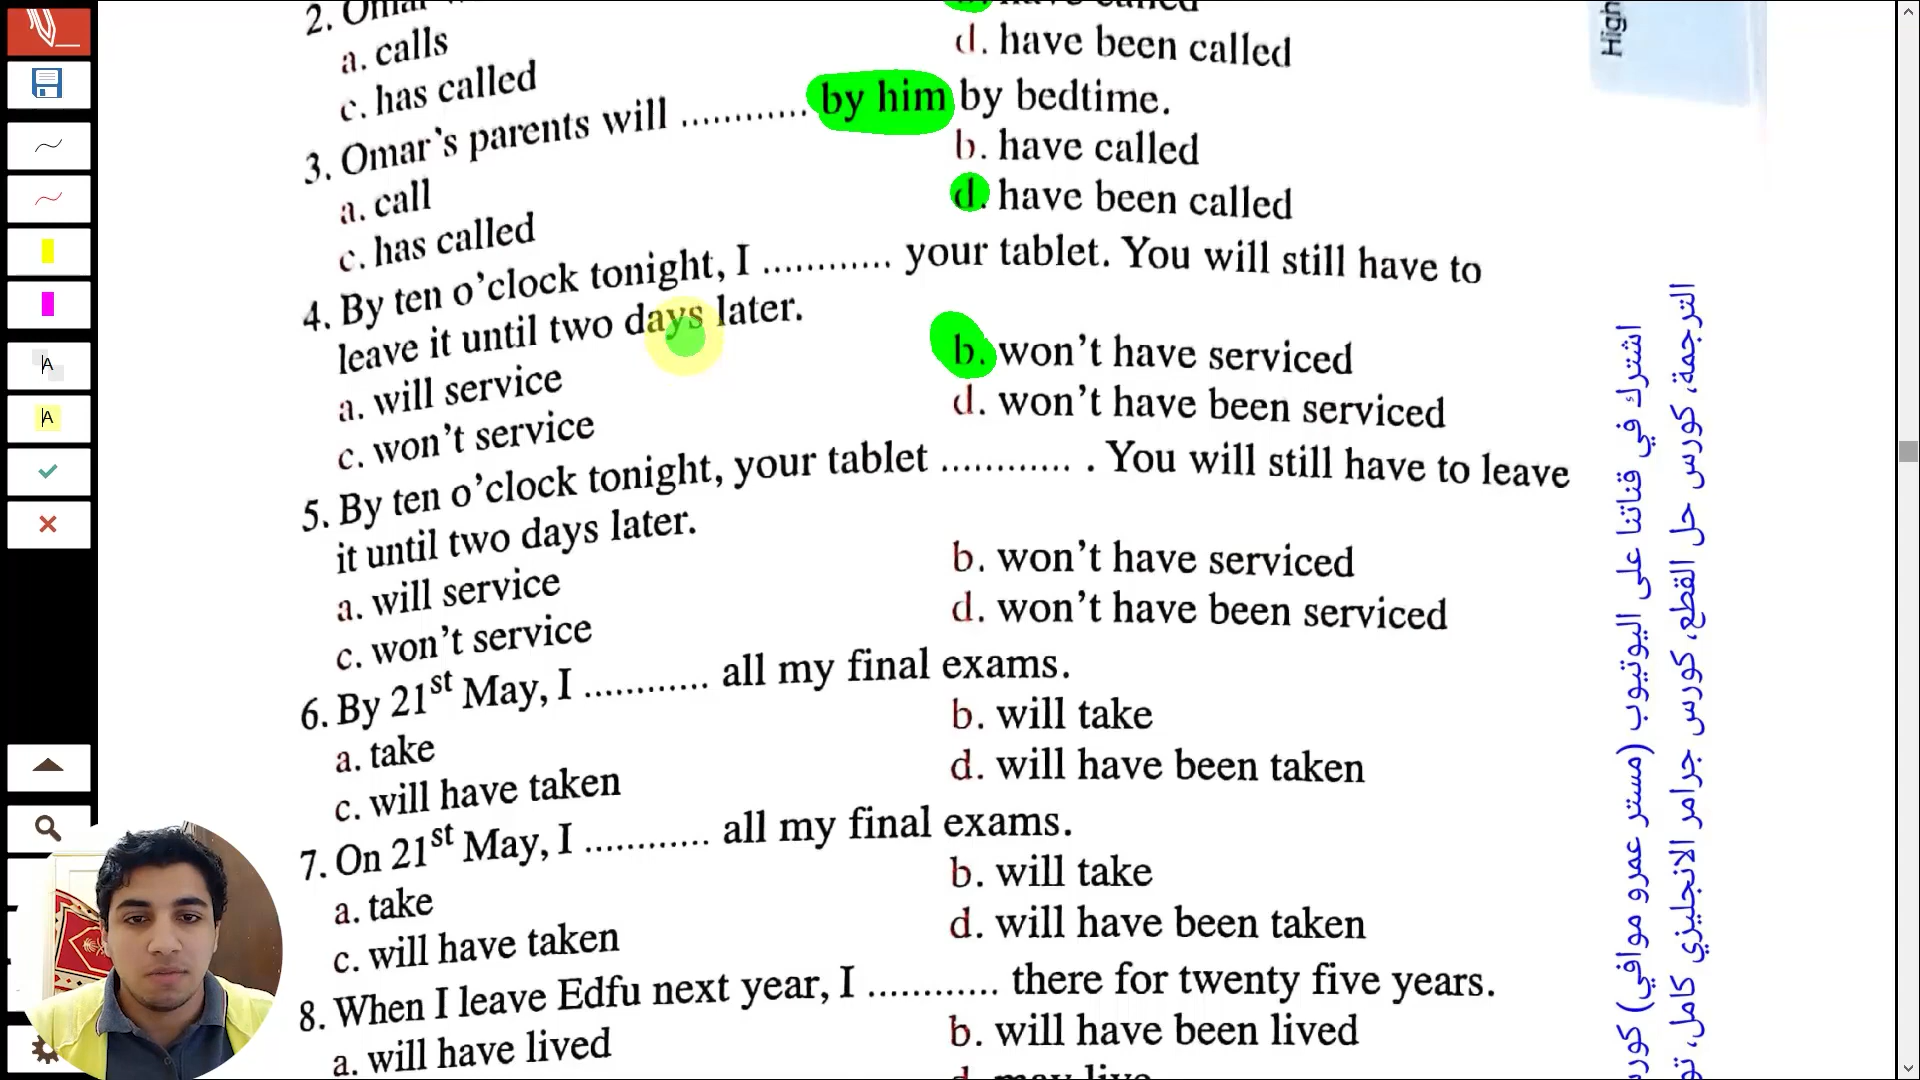 2. Omar
a. calls
d. have been called
c. has called
3. Omar's parents will ............ by him by bedtime.
a. call
b. have called
c. has called
d. have been called
4. By ten o'clock tonight, I ............ your tablet. You will still have to
leave it until two days later.
a. will service
b. won't have serviced
c. won't service
d. won't have been serviced
5. By ten o'clock tonight, your tablet ............ . You will still have to leave
it until two days later.
a. will service
b. won't have serviced
c. won't service
d. won't have been serviced
6. By 21st May, I ............ all my final exams.
a. take
b. will take
c. will have taken
d. will have been taken
7. On 21st May, I ............ all my final exams.
a. take
b. will take
c. will have taken
d. will have been taken
8. When I leave Edfu next year, I ............ there for twenty five years.
a. will have lived
b. will have been lived
d. may live
High
اشترك في قناتنا على اليوتيوب (مستر عمرو موافي) كورس
الترجمة، كورس حل القطع، كورس جرامر الانجليزي كامل،